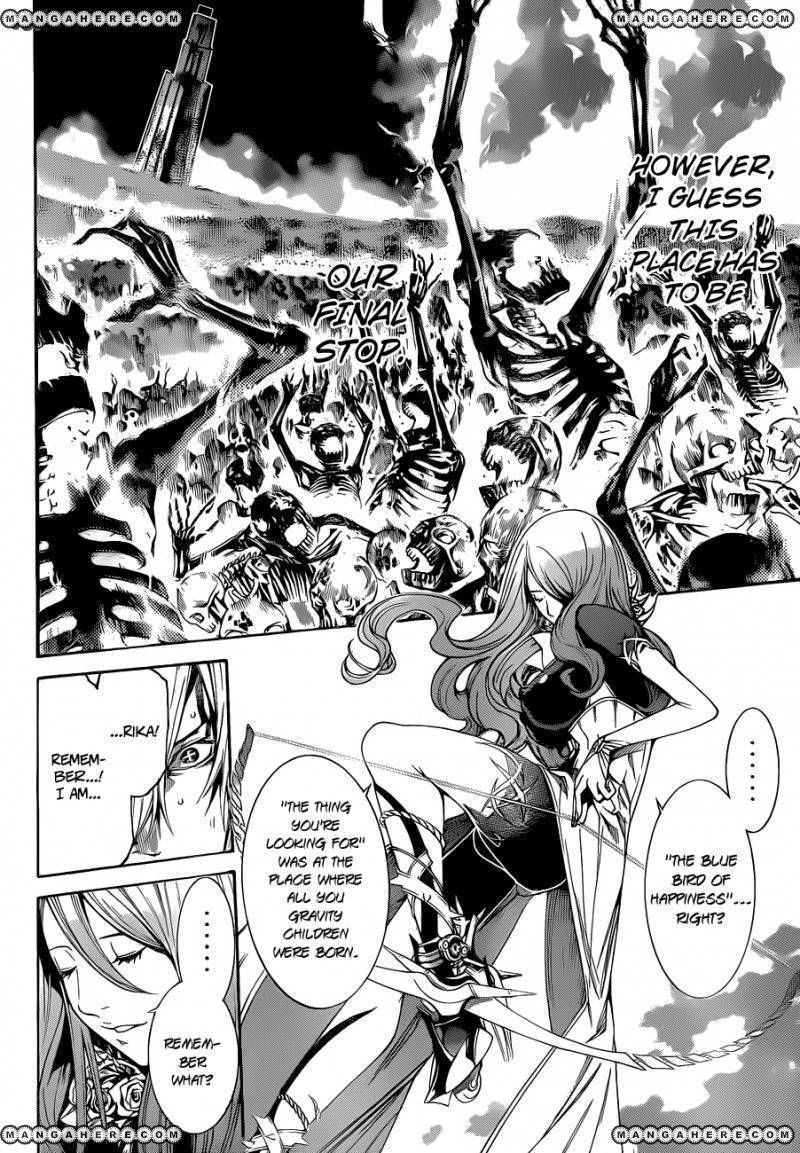 MANGAHERE.COM
MANGAHERE.COM
HOWEVER,
I GUESS
THIS
PLACE HAS
TO BE
OUR
FINAL
STOP.
......
"THE BLUE
BIRD OF
HAPPINESS"...
RIGHT?
"THE THING
YOU'RE
LOOKING FOR"
WAS AT THE
PLACE WHERE
ALL YOU
GRAVITY
CHILDREN
WERE BORN.
...RIKA!
REMEM-
BER...!
I AM...
......
REMEM-
BER
WHAT?
MANGAHERE.COM
MANGAHERE.COM